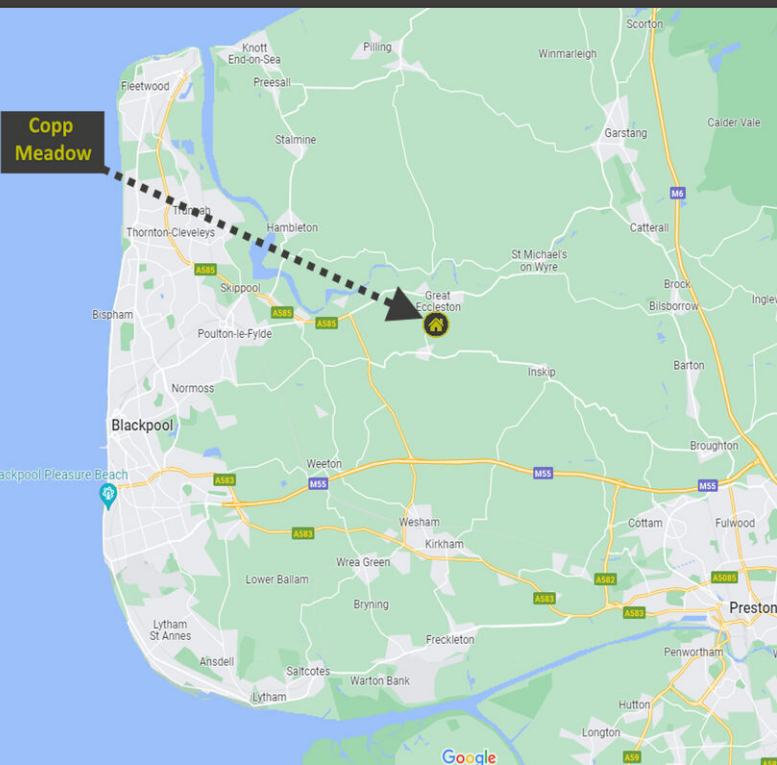 Scorton
Knott
End-on-Sea
Pilling
Winmarleigh
Fleetwood
Preesall
Calder Vale
Copp
Meadow
Garstang
Stalmine
M6
Trunnah
Hambleton
Thornton-Cleveleys
Catterall
St Michael's
on Wyre
A585
Skippool
Brock
Great
Eccleston
Bilsborrow
Bispham
A585
A585
Poulton-le-Fylde
Barton
Inskip
Normoss
Blackpool
Broughton
Weeton
ackpool Pleasure Beach
M55
A583
M55
M55
Wesham
Cottam
Fulwood
A583
Kirkham
Wrea Green
Lower Ballam
A582
A5085
A583
Bryning
Preston
A583
Lytham
St Annes
Freckleton
Penwortham
Ansdell
Saltcotes
Warton Bank
Lytham
Hutton
Longton
Google
A59